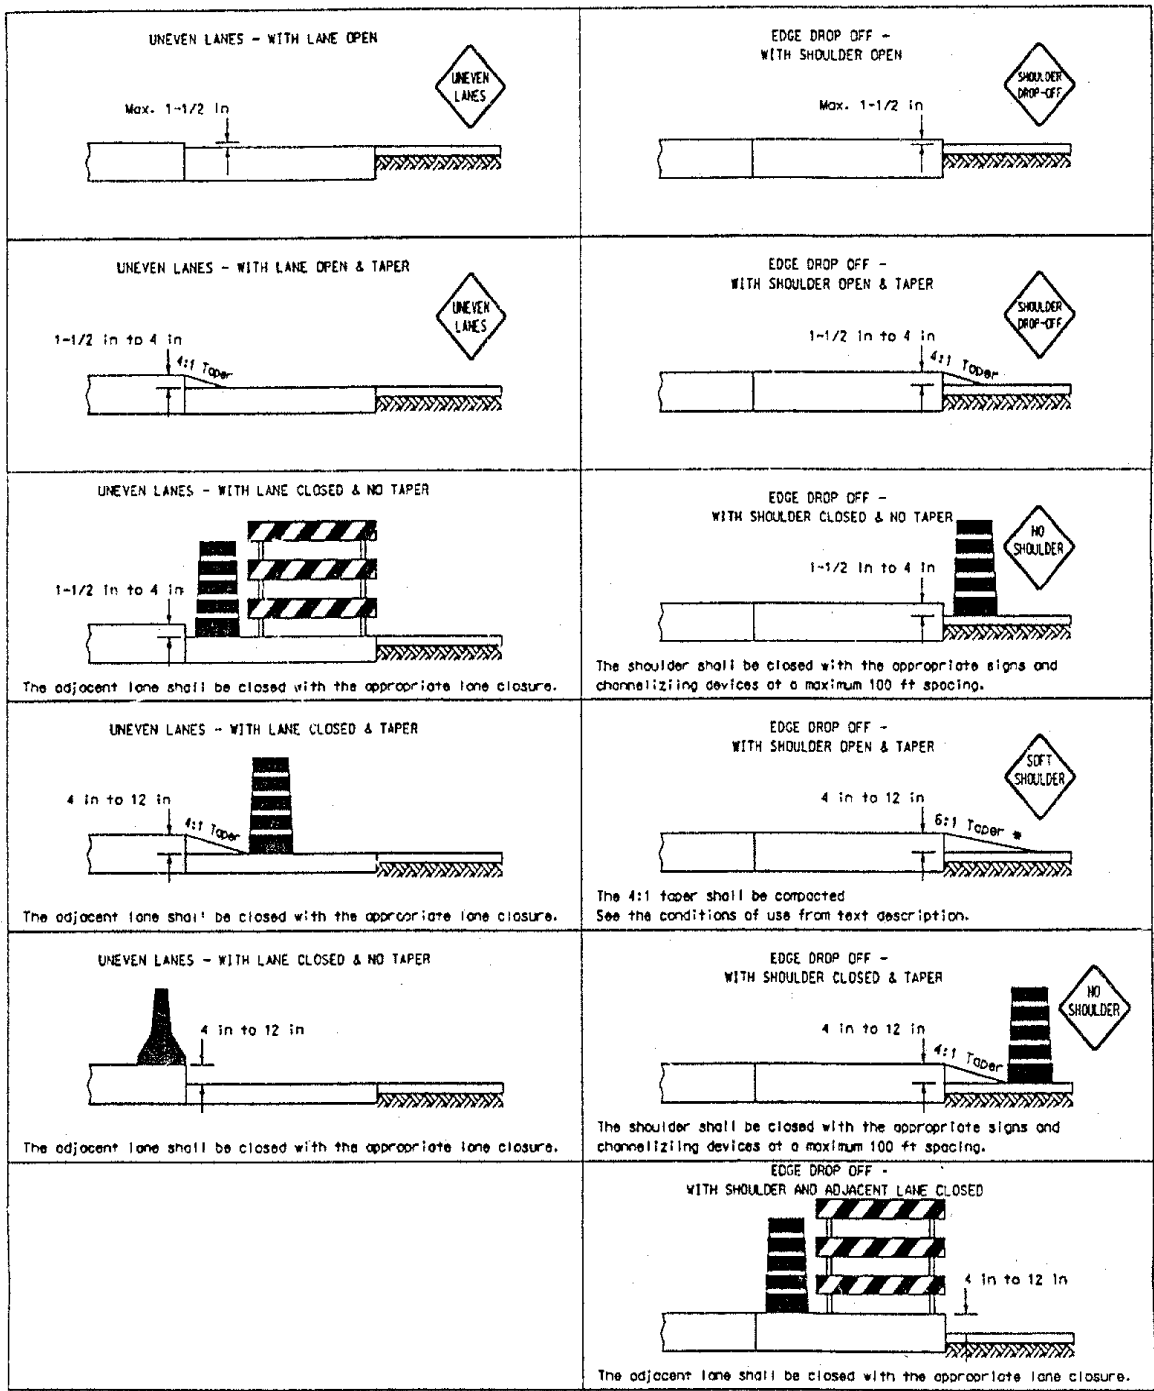 UNEVEN LANES - WITH LANE OPEN
UNEVEN
LANES
Max. 1-1/2 in
EDGE DROP OFF -
WITH SHOULDER OPEN
SHOULDER
DROP-OFF
Max. 1-1/2 in
UNEVEN LANES - WITH LANE OPEN & TAPER
UNEVEN
LANES
1-1/2 in to 4 in
4:1 Taper
EDGE DROP OFF -
WITH SHOULDER OPEN & TAPER
SHOULDER
DROP-OFF
1-1/2 in to 4 in
4:1 Taper
UNEVEN LANES - WITH LANE CLOSED & NO TAPER
1-1/2 in to 4 in
The adjacent lane shall be closed with the appropriate lane closure.
EDGE DROP OFF -
WITH SHOULDER CLOSED & NO TAPER
NO
SHOULDER
1-1/2 in to 4 in
The shoulder shall be closed with the appropriate signs and
channeliziing devices at a maximum 100 ft spacing.
UNEVEN LANES - WITH LANE CLOSED & TAPER
4 in to 12 in
4:1 Taper
The adjacent lane shall be closed with the appropriate lane closure.
EDGE DROP OFF -
WITH SHOULDER OPEN & TAPER
SOFT
SHOULDER
4 in to 12 in
6:1 Taper *
The 4:1 taper shall be compacted
See the conditions of use from text description.
UNEVEN LANES - WITH LANE CLOSED & NO TAPER
4 in to 12 in
The adjacent lane shall be closed with the appropriate lane closure.
EDGE DROP OFF -
WITH SHOULDER CLOSED & TAPER
NO
SHOULDER
4 in to 12 in
4:1 Taper
The shoulder shall be closed with the appropriate signs and
channeliziing devices at a maximum 100 ft spacing.
EDGE DROP OFF -
WITH SHOULDER AND ADJACENT LANE CLOSED
4 in to 12 in
The adjacent lane shall be closed with the appropriate lane closure.